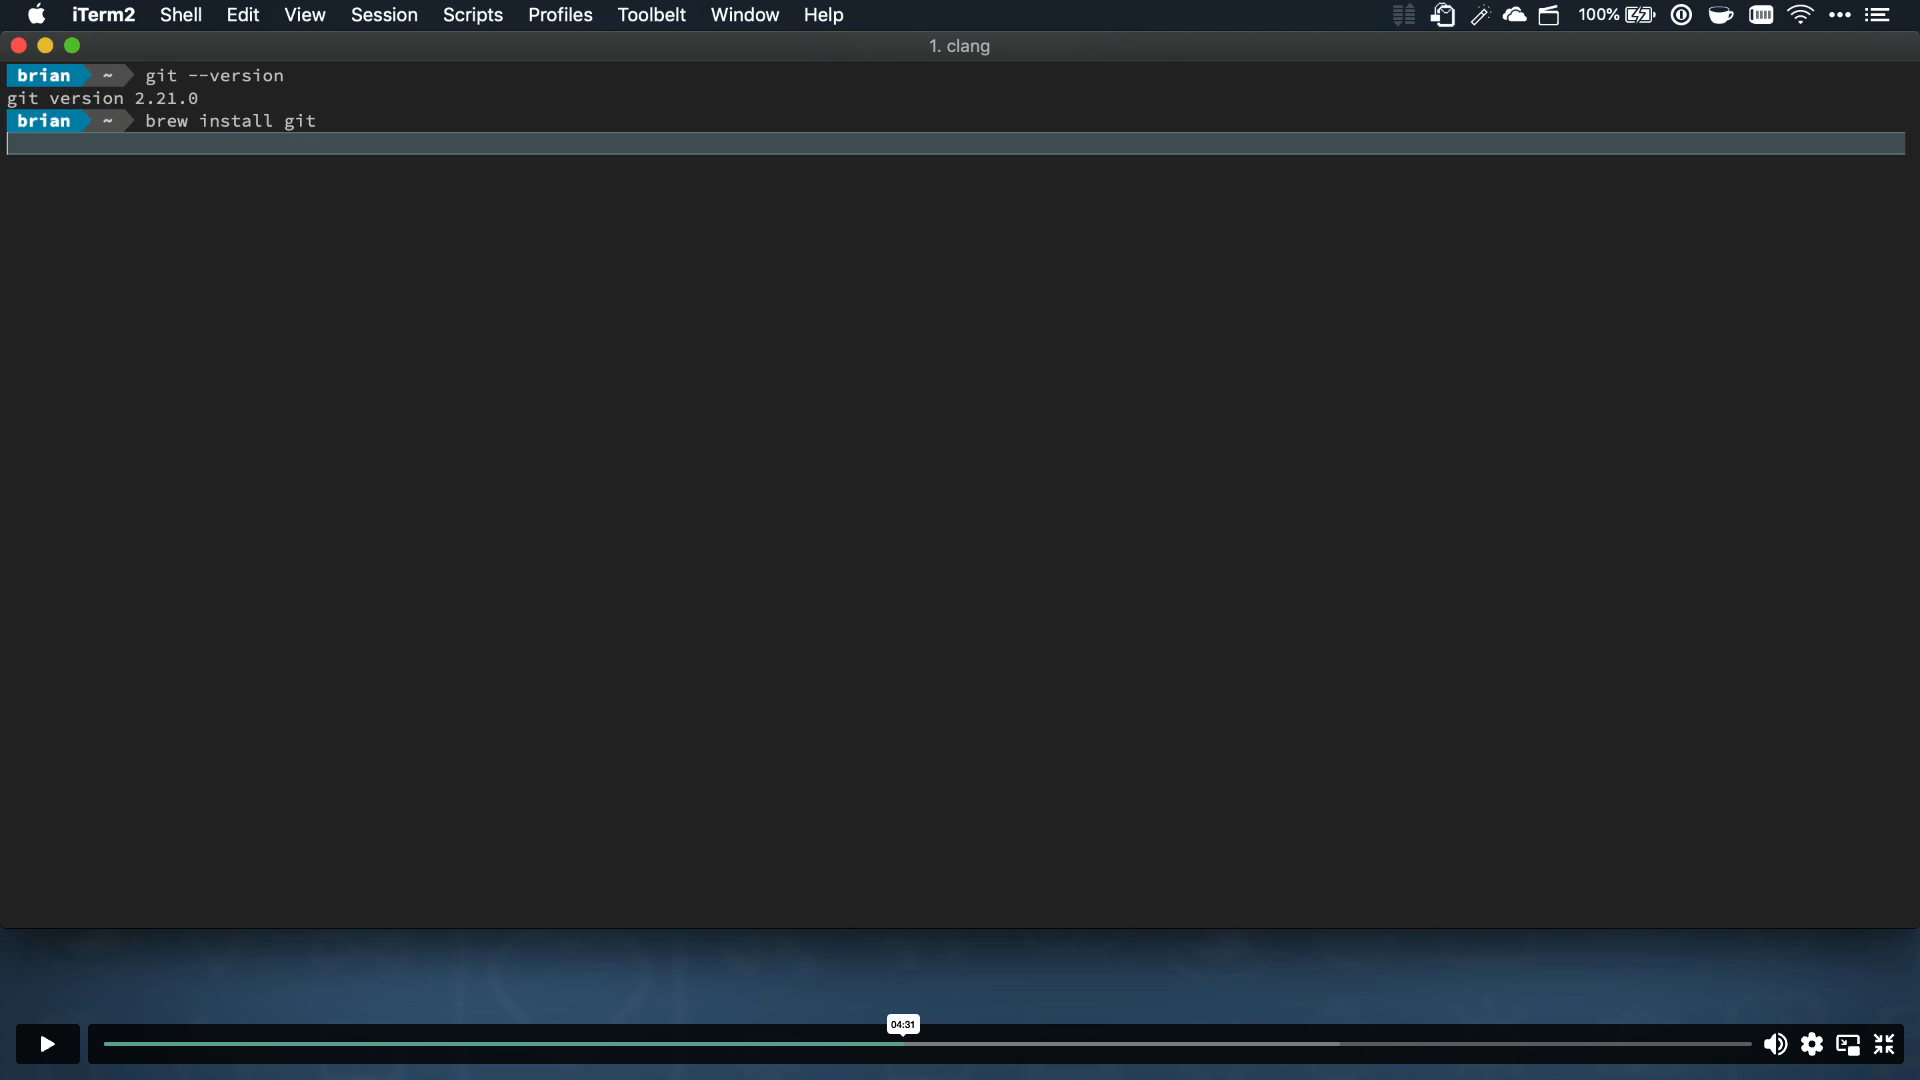 iTerm2 Shell Edit View Session Scripts Profiles Toolbelt Window Help 100%
1. clang
brian ~ git --version
git version 2.21.0
brian ~ brew install git
04:31